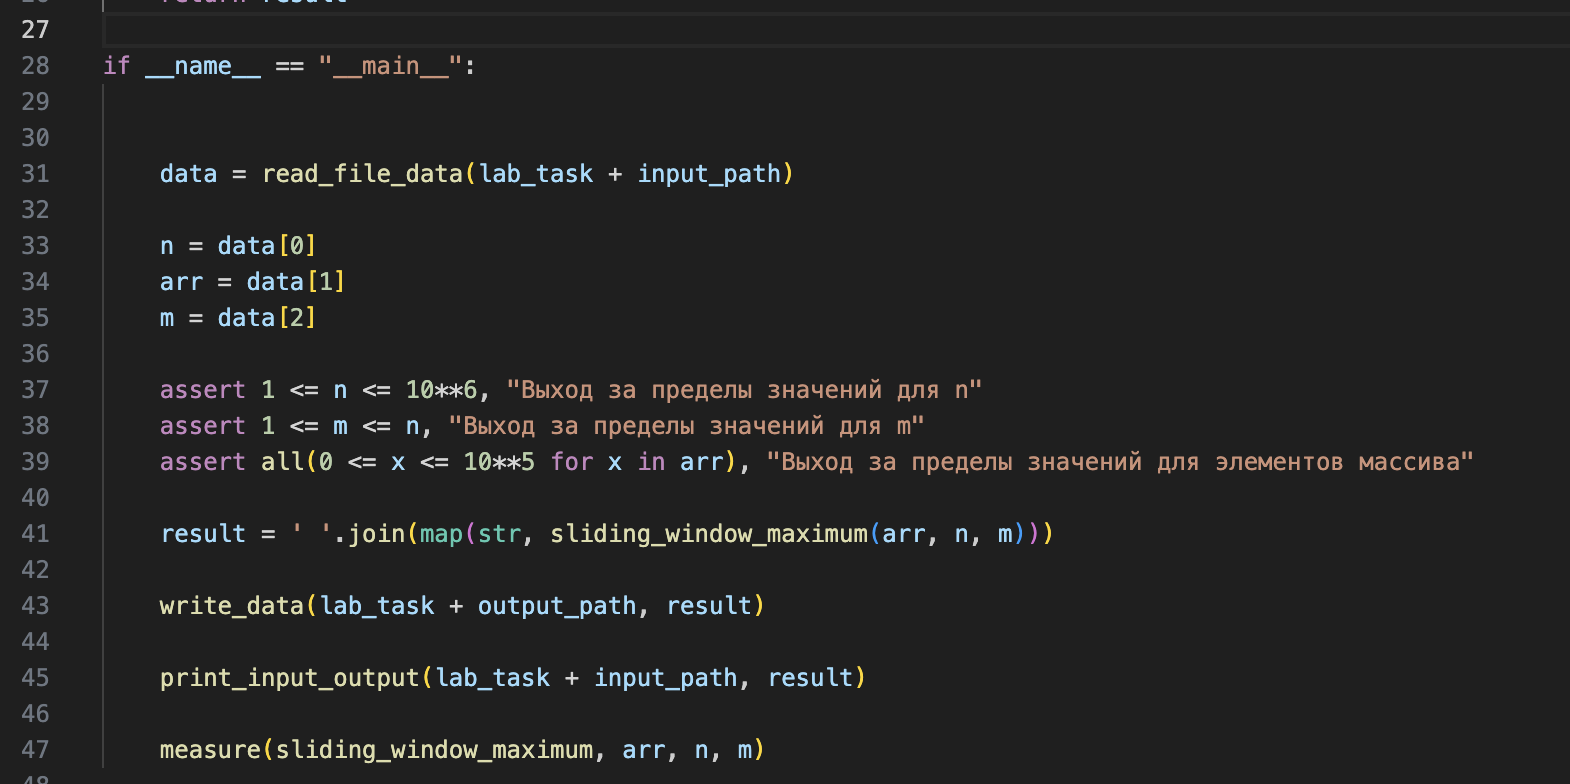 return result
27
28 if __name__ == "__main__":
29
30
31 data = read_file_data(lab_task + input_path)
32
33 n = data[0]
34 arr = data[1]
35 m = data[2]
36
37 assert 1 <= n <= 10**6, "Выход за пределы значений для n"
38 assert 1 <= m <= n, "Выход за пределы значений для m"
39 assert all(0 <= x <= 10**5 for x in arr), "Выход за пределы значений для элементов массива"
40
41 result = ' '.join(map(str, sliding_window_maximum(arr, n, m)))
42
43 write_data(lab_task + output_path, result)
44
45 print_input_output(lab_task + input_path, result)
46
47 measure(sliding_window_maximum, arr, n, m)
48